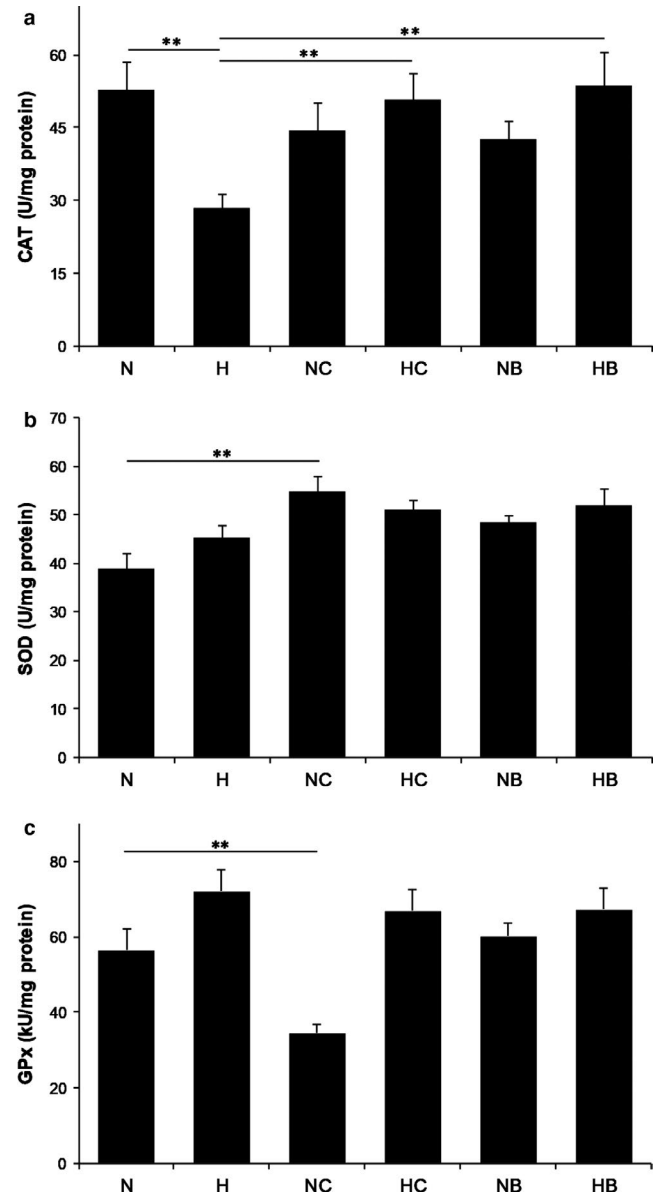 a
** ** **
60
45
30
15
0
CAT (U/mg protein)
N H NC HC NB HB
b
70
60
50
40
30
20
10
0
SOD (U/mg protein)
**
N H NC HC NB HB
c
80
60
40
20
0
GPx (kU/mg protein)
**
N H NC HC NB HB